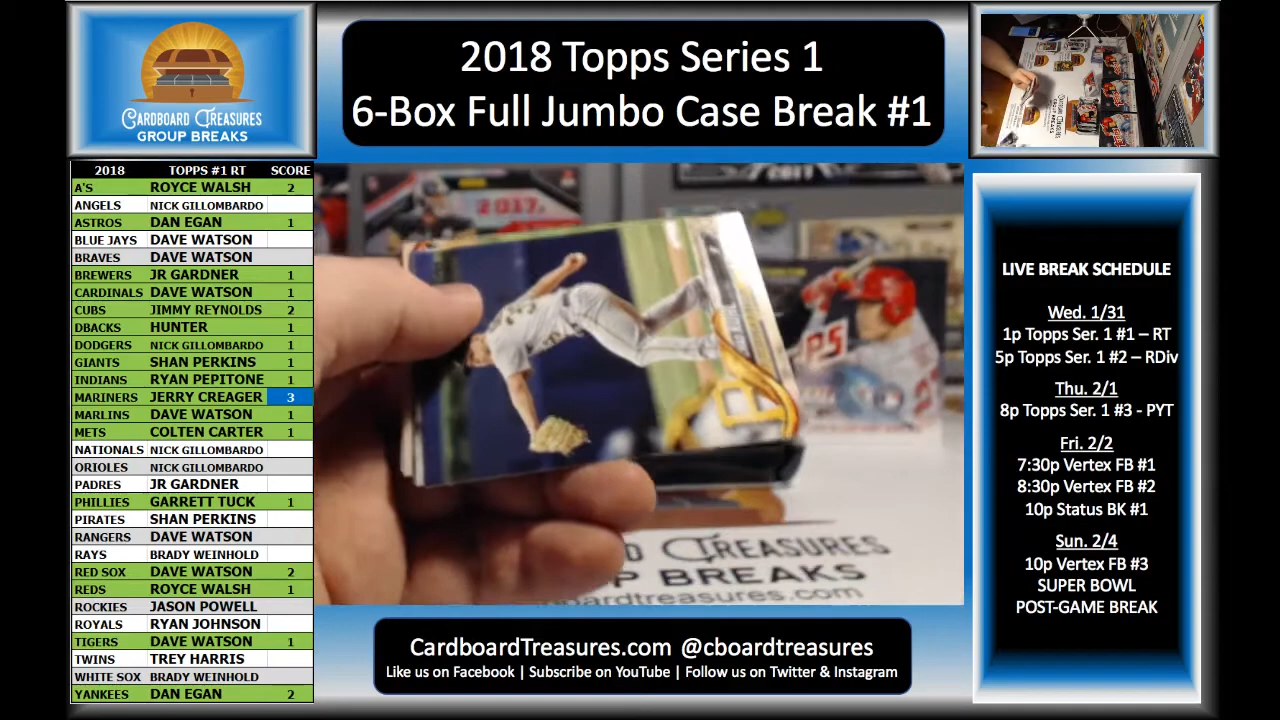 CARDBOARD TREASURES
GROUP BREAKS
2018 Topps Series 1
6-Box Full Jumbo Case Break #1
2018 TOPPS #1 RT SCORE
A'S ROYCE WALSH 2
ANGELS NICK GILLOMBARDO
ASTROS DAN EGAN 1
BLUE JAYS DAVE WATSON
BRAVES DAVE WATSON
BREWERS JR GARDNER 1
CARDINALS DAVE WATSON 1
CUBS JIMMY REYNOLDS 2
DBACKS HUNTER 1
DODGERS NICK GILLOMBARDO 1
GIANTS SHAN PERKINS 1
INDIANS RYAN PEPITONE 1
MARINERS JERRY CREAGER 3
MARLINS DAVE WATSON 1
METS COLTEN CARTER 1
NATIONALS NICK GILLOMBARDO
ORIOLES NICK GILLOMBARDO
PADRES JR GARDNER
PHILLIES GARRETT TUCK 1
PIRATES SHAN PERKINS
RANGERS DAVE WATSON
RAYS BRADY WEINHOLD
RED SOX DAVE WATSON 2
REDS ROYCE WALSH 1
ROCKIES JASON POWELL
ROYALS RYAN JOHNSON
TIGERS DAVE WATSON 1
TWINS TREY HARRIS
WHITE SOX BRADY WEINHOLD
YANKEES DAN EGAN 2
2017
D TREASURES
P BREAKS
boardtreasures.com
LIVE BREAK SCHEDULE
Wed. 1/31
1p Topps Ser. 1 #1 – RT
5p Topps Ser. 1 #2 – RDiv
Thu. 2/1
8p Topps Ser. 1 #3 - PYT
Fri. 2/2
7:30p Vertex FB #1
8:30p Vertex FB #2
10p Status BK #1
Sun. 2/4
10p Vertex FB #3
SUPER BOWL
POST-GAME BREAK
CardboardTreasures.com @cboardtreasures
Like us on Facebook | Subscribe on YouTube | Follow us on Twitter & Instagram